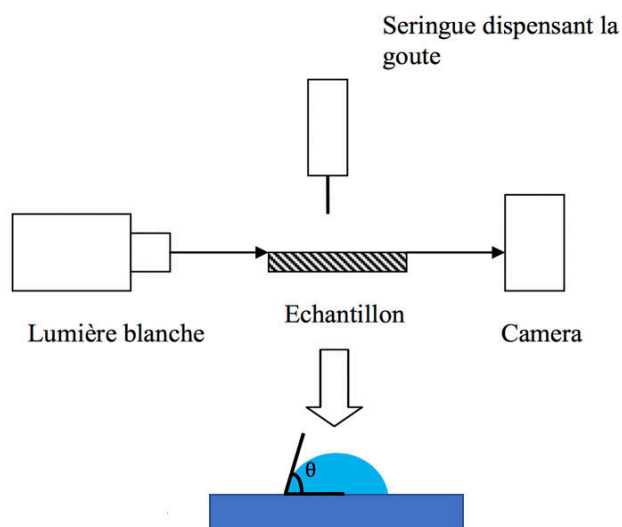 Seringue dispensant la
goute
Lumière blanche
Echantillon
Camera
θ